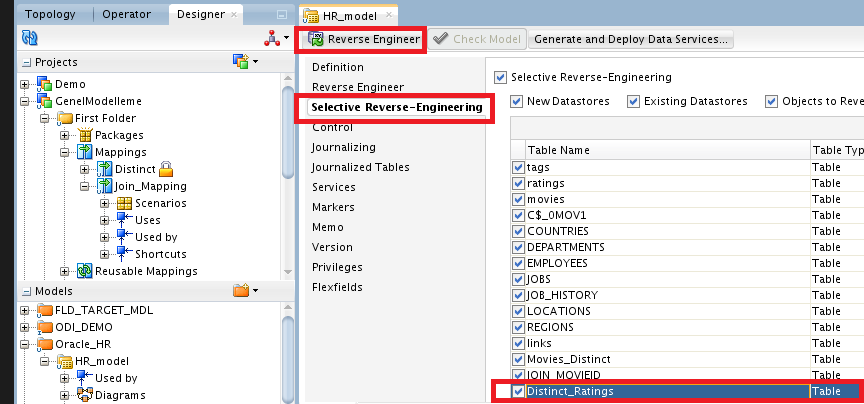 Topology
Operator
Designer
Projects
Demo
GenelModelleme
First Folder
Packages
Mappings
Distinct
Join_Mapping
Scenarios
Uses
Used by
Shortcuts
Reusable Mappings
Models
FLD_TARGET_MDL
ODI_DEMO
Oracle_HR
HR_model
Used by
Diagrams
HR_model
Reverse Engineer
Check Model
Generate and Deploy Data Services...
Definition
Reverse Engineer
Selective Reverse-Engineering
Control
Journalizing
Journalized Tables
Services
Markers
Memo
Version
Privileges
Flexfields
Selective Reverse-Engineering
New Datastores
Existing Datastores
Objects to Reve
Table Name Table Typ
tags Table
ratings Table
movies Table
C$_0MOV1 Table
COUNTRIES Table
DEPARTMENTS Table
EMPLOYEES Table
JOBS Table
JOB_HISTORY Table
LOCATIONS Table
REGIONS Table
links Table
Movies_Distinct Table
JOIN_MOVIEID Table
Distinct_Ratings Table